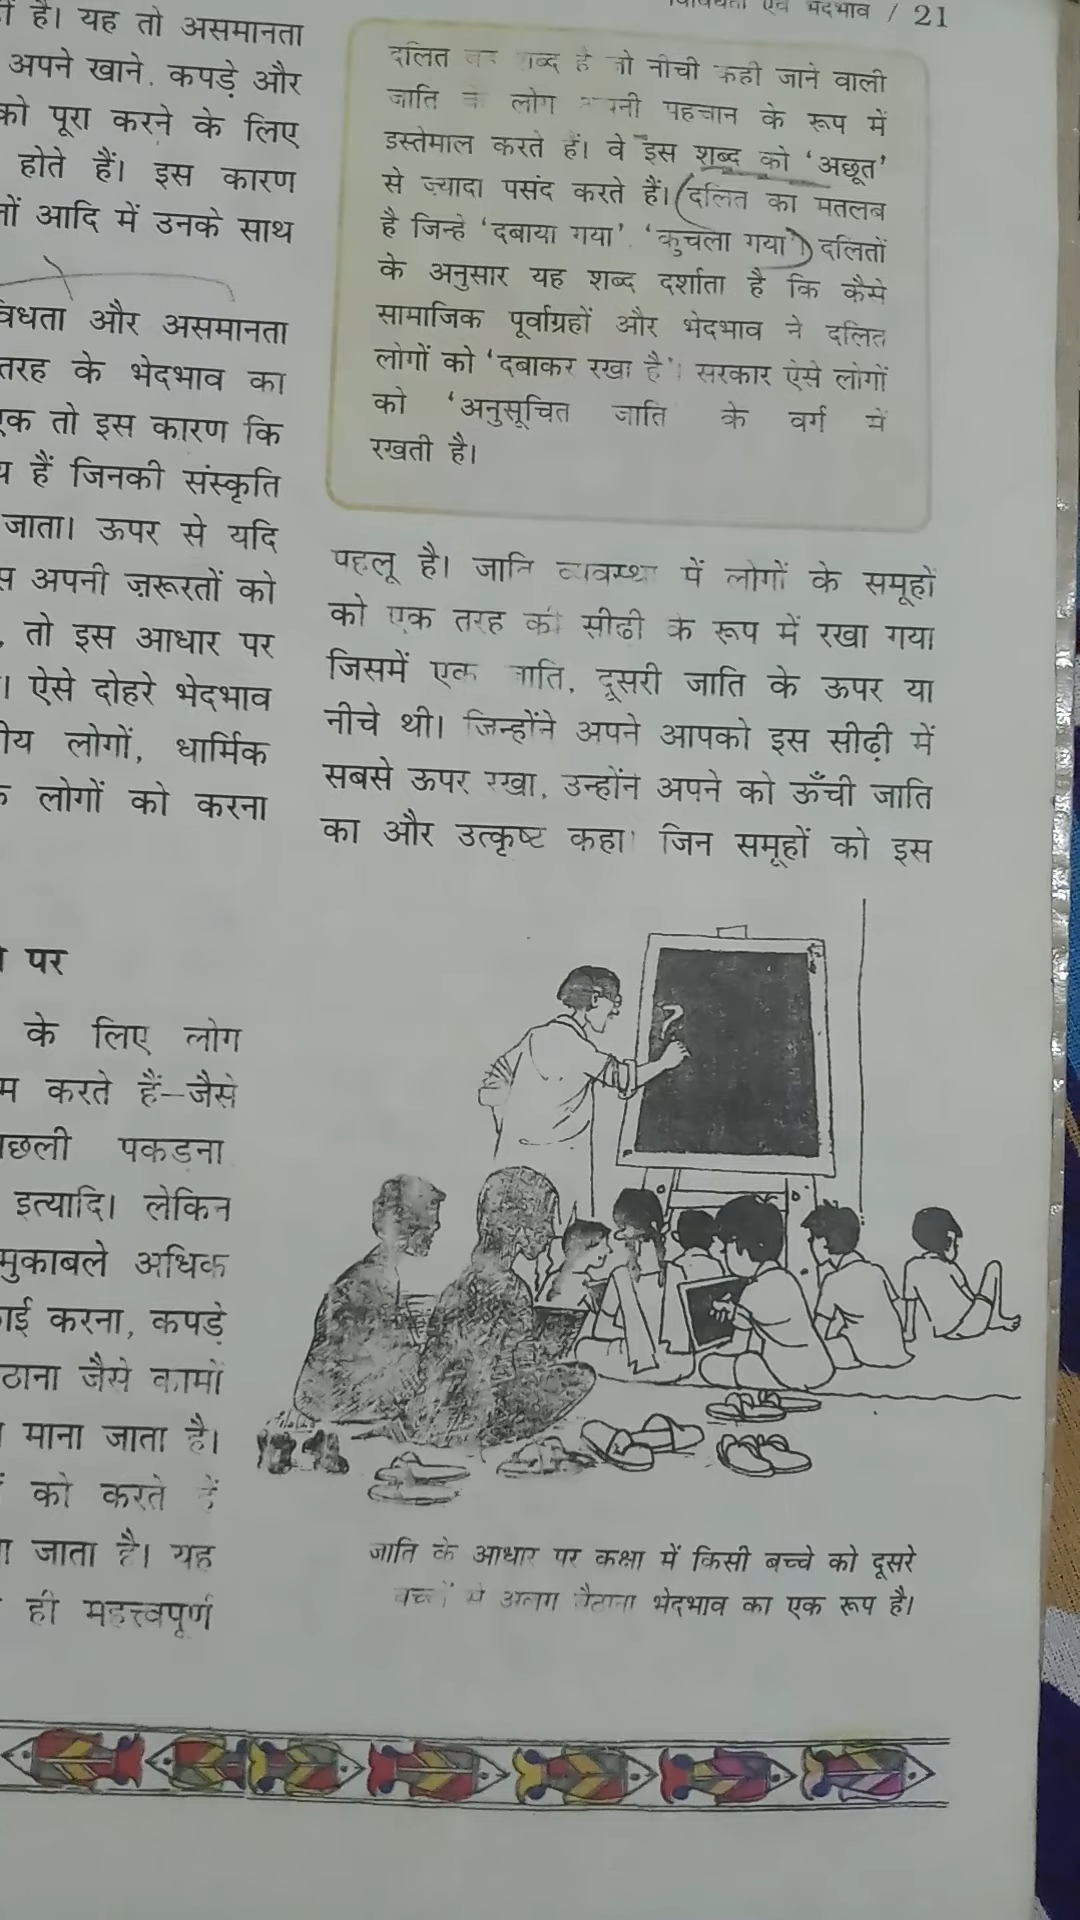 एवं भेदभाव / 21
है। यह तो असमानता
अपने खाने, कपड़े और
को पूरा करने के लिए
होते हैं। इस कारण
आदि में उनके साथ
और असमानता
तरह के भेदभाव का
एक तो इस कारण कि
हैं जिनकी संस्कृति
जाता। ऊपर से यदि
अपनी ज़रूरतों को
, तो इस आधार पर
। ऐसे दोहरे भेदभाव
लोगों, धार्मिक
लोगों को करना
पर
के लिए लोग
करते हैं–जैसे
पकड़ना
इत्यादि। लेकिन
मुकाबले अधिक
करना, कपड़े
जैसे कामों
माना जाता है।
को करते हैं
जाता है। यह
ही महत्त्वपूर्ण
दलित वह शब्द है जो नीची कही जाने वाली
जाति के लोग अपनी पहचान के रूप में
इस्तेमाल करते हैं। वे इस शब्द को 'अछूत'
से ज़्यादा पसंद करते हैं। (दलित का मतलब
है जिन्हे 'दबाया गया', 'कुचला गया'।) दलितों
के अनुसार यह शब्द दर्शाता है कि कैसे
सामाजिक पूर्वाग्रहों और भेदभाव ने दलित
लोगों को 'दबाकर रखा है'। सरकार ऐसे लोगों
को 'अनुसूचित जाति के वर्ग में
रखती है।
पहलू है। जाति व्यवस्था में लोगों के समूहों
को एक तरह की सीढी के रूप में रखा गया
जिसमें एक जाति, दूसरी जाति के ऊपर या
नीचे थी। जिन्होंने अपने आपको इस सीढ़ी में
सबसे ऊपर रखा, उन्होंने अपने को ऊँची जाति
का और उत्कृष्ट कहा। जिन समूहों को इस
?
जाति के आधार पर कक्षा में किसी बच्चे को दूसरे
बच्चों से अलग बैठाना भेदभाव का एक रूप है।